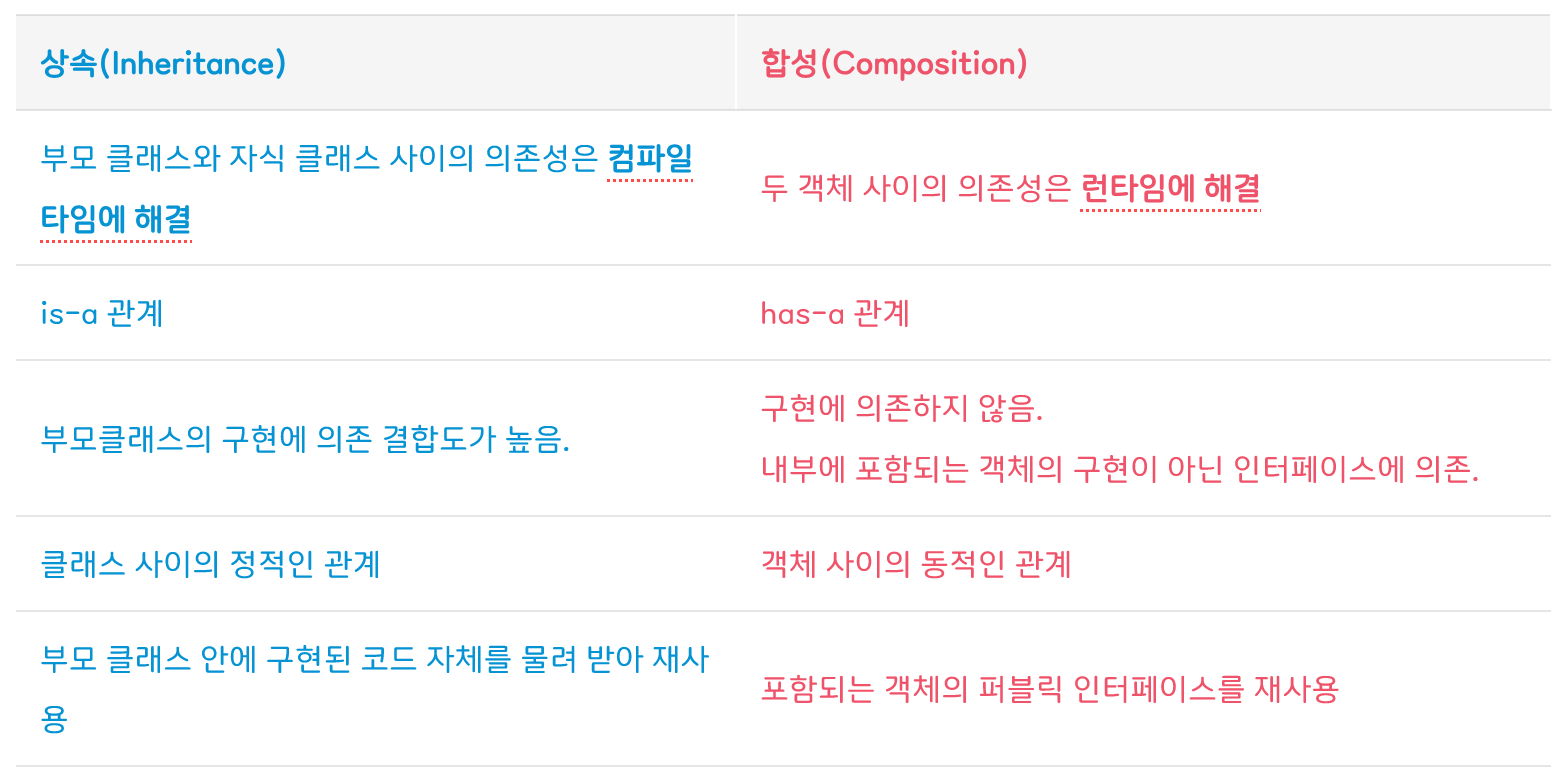 상속(Inheritance)
합성(Composition)
부모 클래스와 자식 클래스 사이의 의존성은 컴파일
타임에 해결
두 객체 사이의 의존성은 런타임에 해결
is-a 관계
has-a 관계
부모클래스의 구현에 의존 결합도가 높음.
구현에 의존하지 않음.
내부에 포함되는 객체의 구현이 아닌 인터페이스에 의존.
클래스 사이의 정적인 관계
객체 사이의 동적인 관계
부모 클래스 안에 구현된 코드 자체를 물려 받아 재사
용
포함되는 객체의 퍼블릭 인터페이스를 재사용